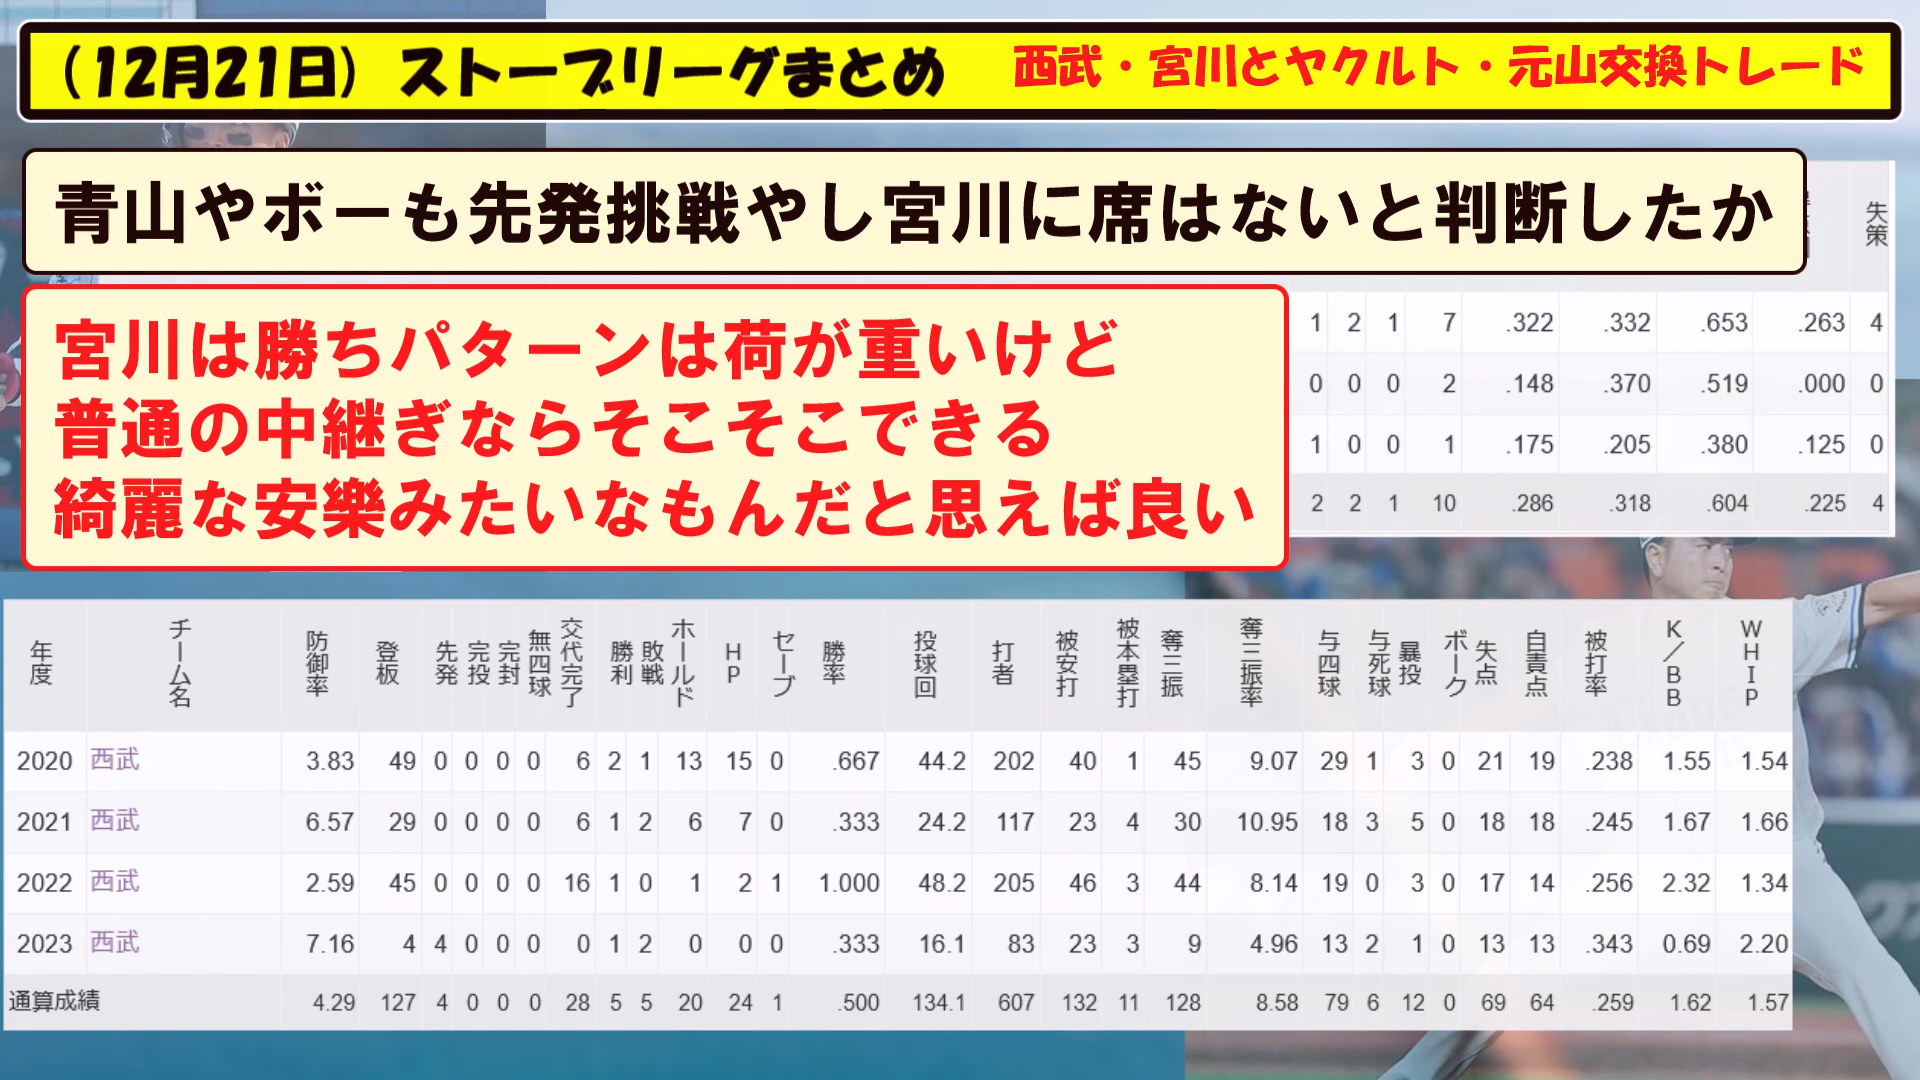 （12月21日）ストーブリーグまとめ 西武・宮川とヤクルト・元山交換トレード
青山やボーも先発挑戦やし宮川に席はないと判断したか
失策
宮川は勝ちパターンは荷が重いけど
普通の中継ぎならそこそこできる
綺麗な安樂みたいなもんだと思えば良い
1 2 1 7 .322 .332 .653 .263 4
0 0 0 2 .148 .370 .519 .000 0
1 0 0 1 .175 .205 .380 .125 0
2 2 1 10 .286 .318 .604 .225 4
年度 チーム名 防御率 登板 先発 完投 完封 無四球 交代完了 勝利 敗戦 ホールド HP セーブ 勝率 投球回 打者 被安打 被本塁打 奪三振 奪三振率 与四球 与死球 暴投 ボーク 失点 自責点 被打率 K／BB WHIP
2020 西武 3.83 49 0 0 0 0 6 2 1 13 15 0 .667 44.2 202 40 1 45 9.07 29 1 3 0 21 19 .238 1.55 1.54
2021 西武 6.57 29 0 0 0 0 6 1 2 6 7 0 .333 24.2 117 23 4 30 10.95 18 3 5 0 18 18 .245 1.67 1.66
2022 西武 2.59 45 0 0 0 0 16 1 0 1 2 1 1.000 48.2 205 46 3 44 8.14 19 0 3 0 17 14 .256 2.32 1.34
2023 西武 7.16 4 4 0 0 0 0 1 2 0 0 0 .333 16.1 83 23 3 9 4.96 13 2 1 0 13 13 .343 0.69 2.20
通算成績 4.29 127 4 0 0 0 28 5 5 20 24 1 .500 134.1 607 132 11 128 8.58 79 6 12 0 69 64 .259 1.62 1.57